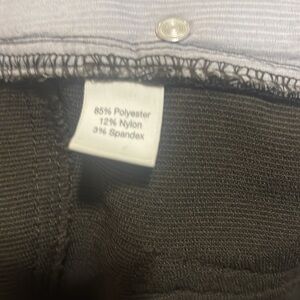 85% Polyester
12% Nylon
3% Spandex